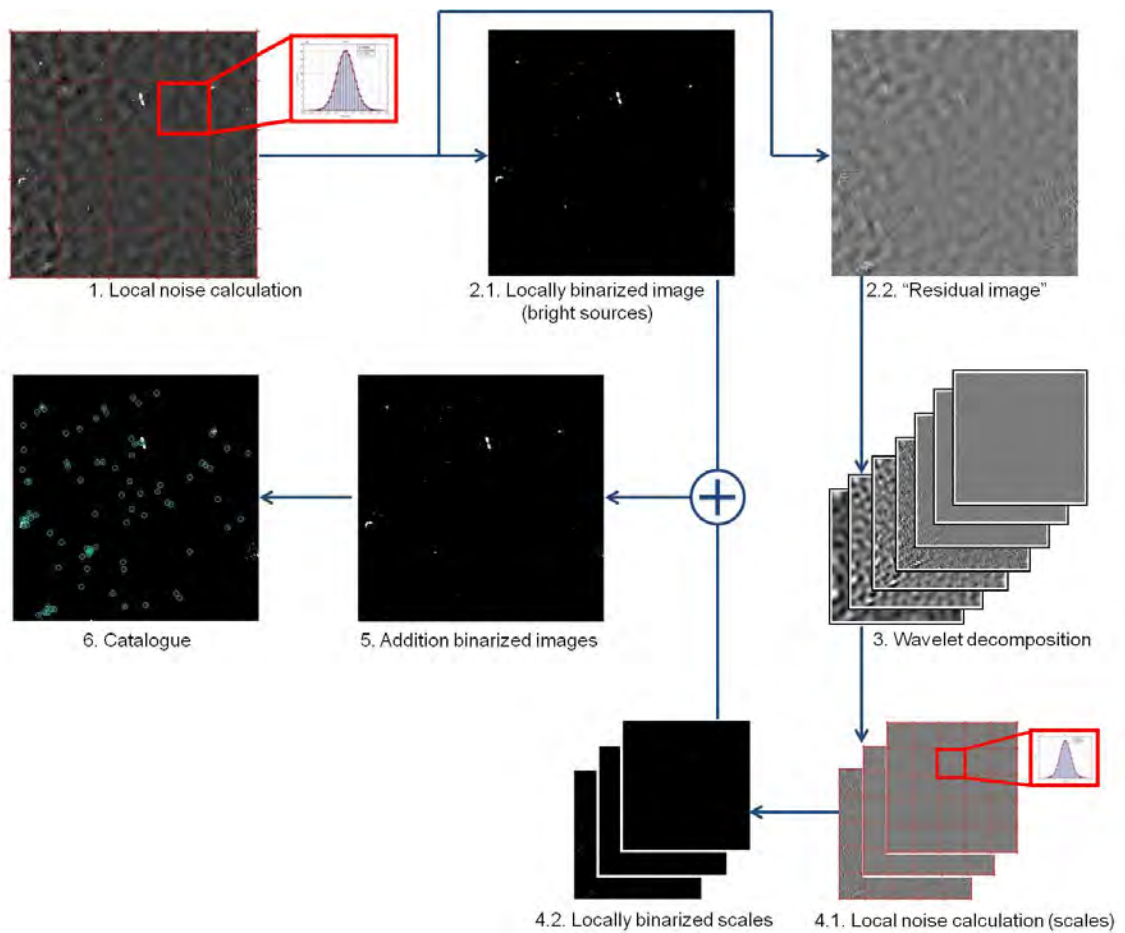 1. Local noise calculation
2.1. Locally binarized image
(bright sources)
2.2. “Residual image”
6. Catalogue
5. Addition binarized images
3. Wavelet decomposition
4.2. Locally binarized scales
4.1. Local noise calculation (scales)